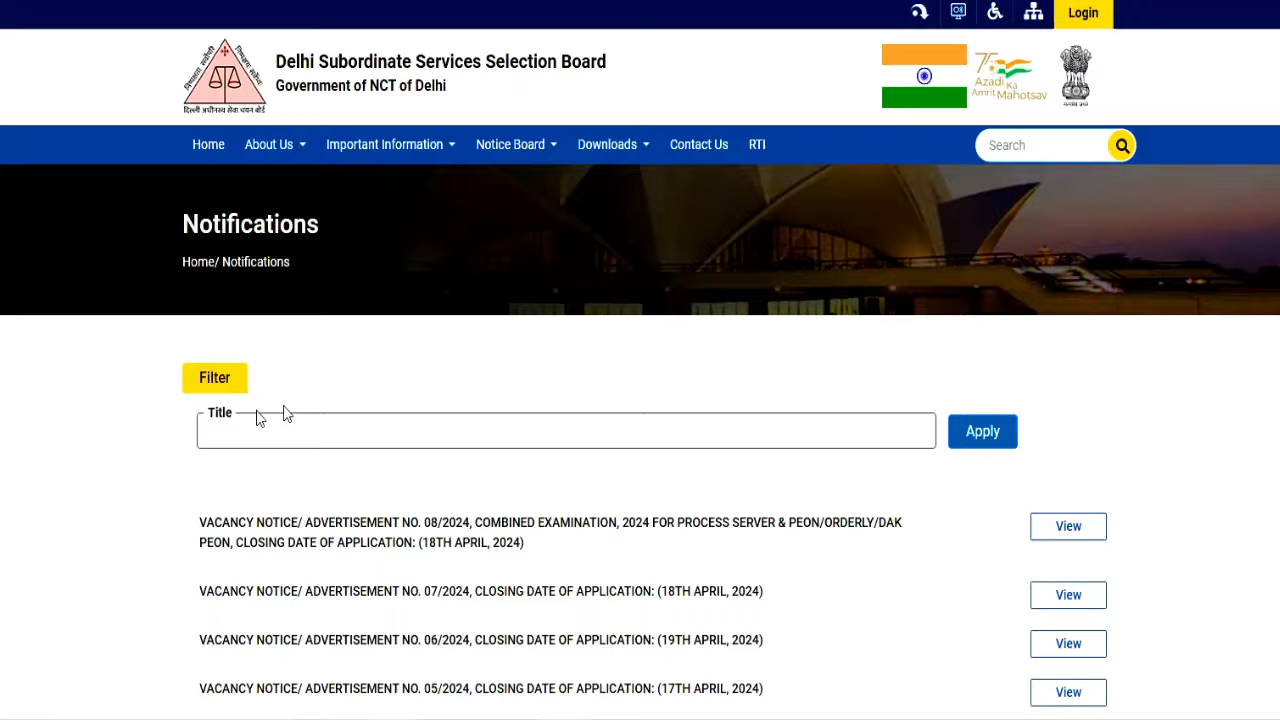 Login
दिल्ली अधीनस्थ सेवा चयन बोर्ड
Delhi Subordinate Services Selection Board
Government of NCT of Delhi
75
Azadi
Ka
Amrit Mahotsav
Home
About Us
Important Information
Notice Board
Downloads
Contact Us
RTI
Search
Notifications
Home/ Notifications
Filter
Title
Apply
VACANCY NOTICE/ ADVERTISEMENT NO. 08/2024, COMBINED EXAMINATION, 2024 FOR PROCESS SERVER & PEON/ORDERLY/DAK
PEON, CLOSING DATE OF APPLICATION: (18TH APRIL, 2024)
View
VACANCY NOTICE/ ADVERTISEMENT NO. 07/2024, CLOSING DATE OF APPLICATION: (18TH APRIL, 2024)
View
VACANCY NOTICE/ ADVERTISEMENT NO. 06/2024, CLOSING DATE OF APPLICATION: (19TH APRIL, 2024)
View
VACANCY NOTICE/ ADVERTISEMENT NO. 05/2024, CLOSING DATE OF APPLICATION: (17TH APRIL, 2024)
View